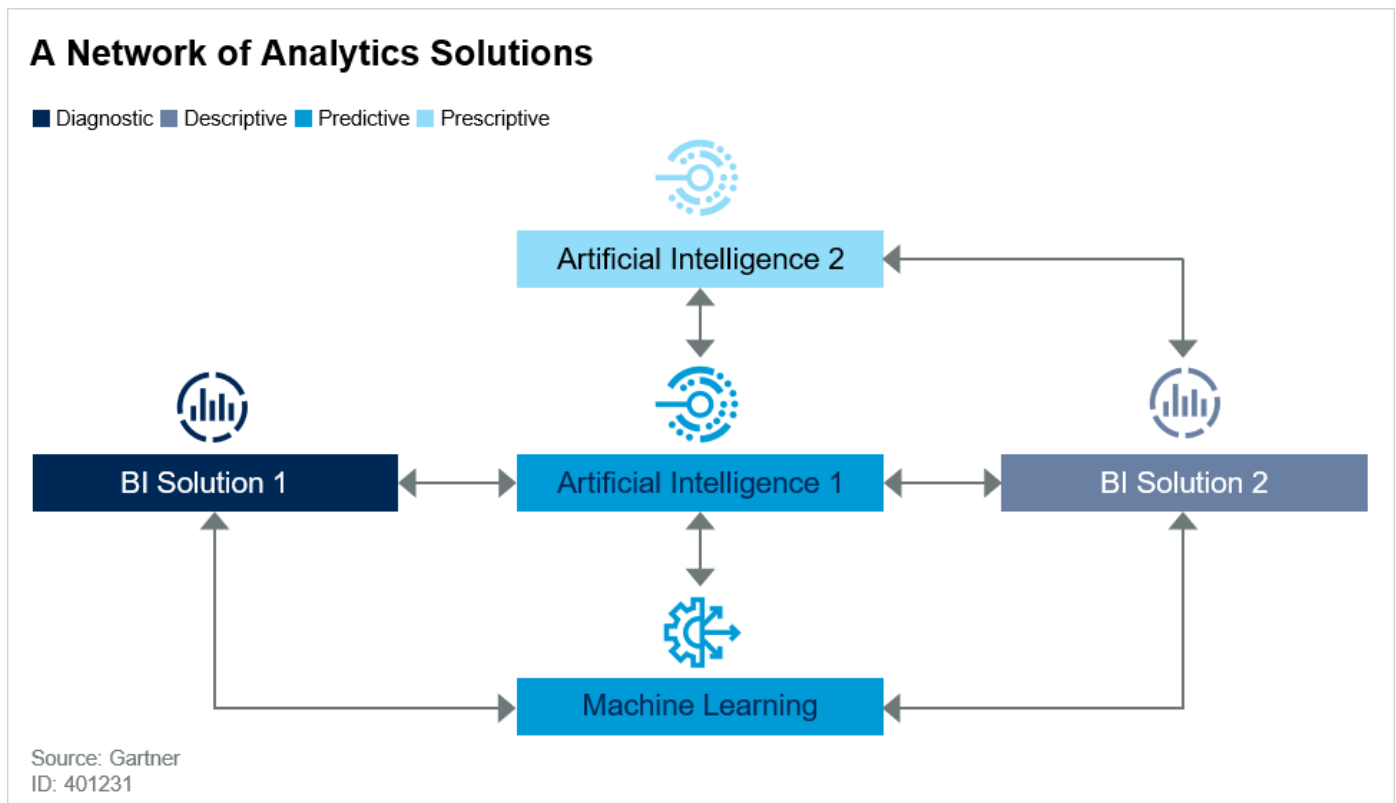 A Network of Analytics Solutions
Diagnostic Descriptive Predictive Prescriptive
Artificial Intelligence 2
BI Solution 1
Artificial Intelligence 1
BI Solution 2
Machine Learning
Source: Gartner
ID: 401231